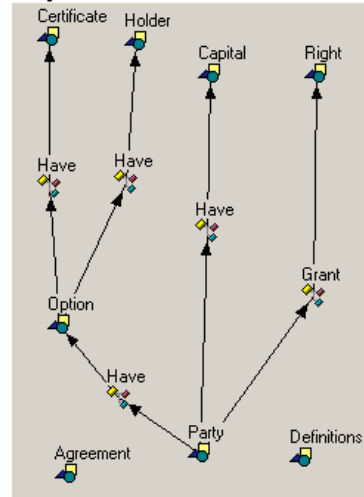 Certificate
Holder
Capital
Right
Have
Have
Have
Grant
Option
Have
Party
Definitions
Agreement